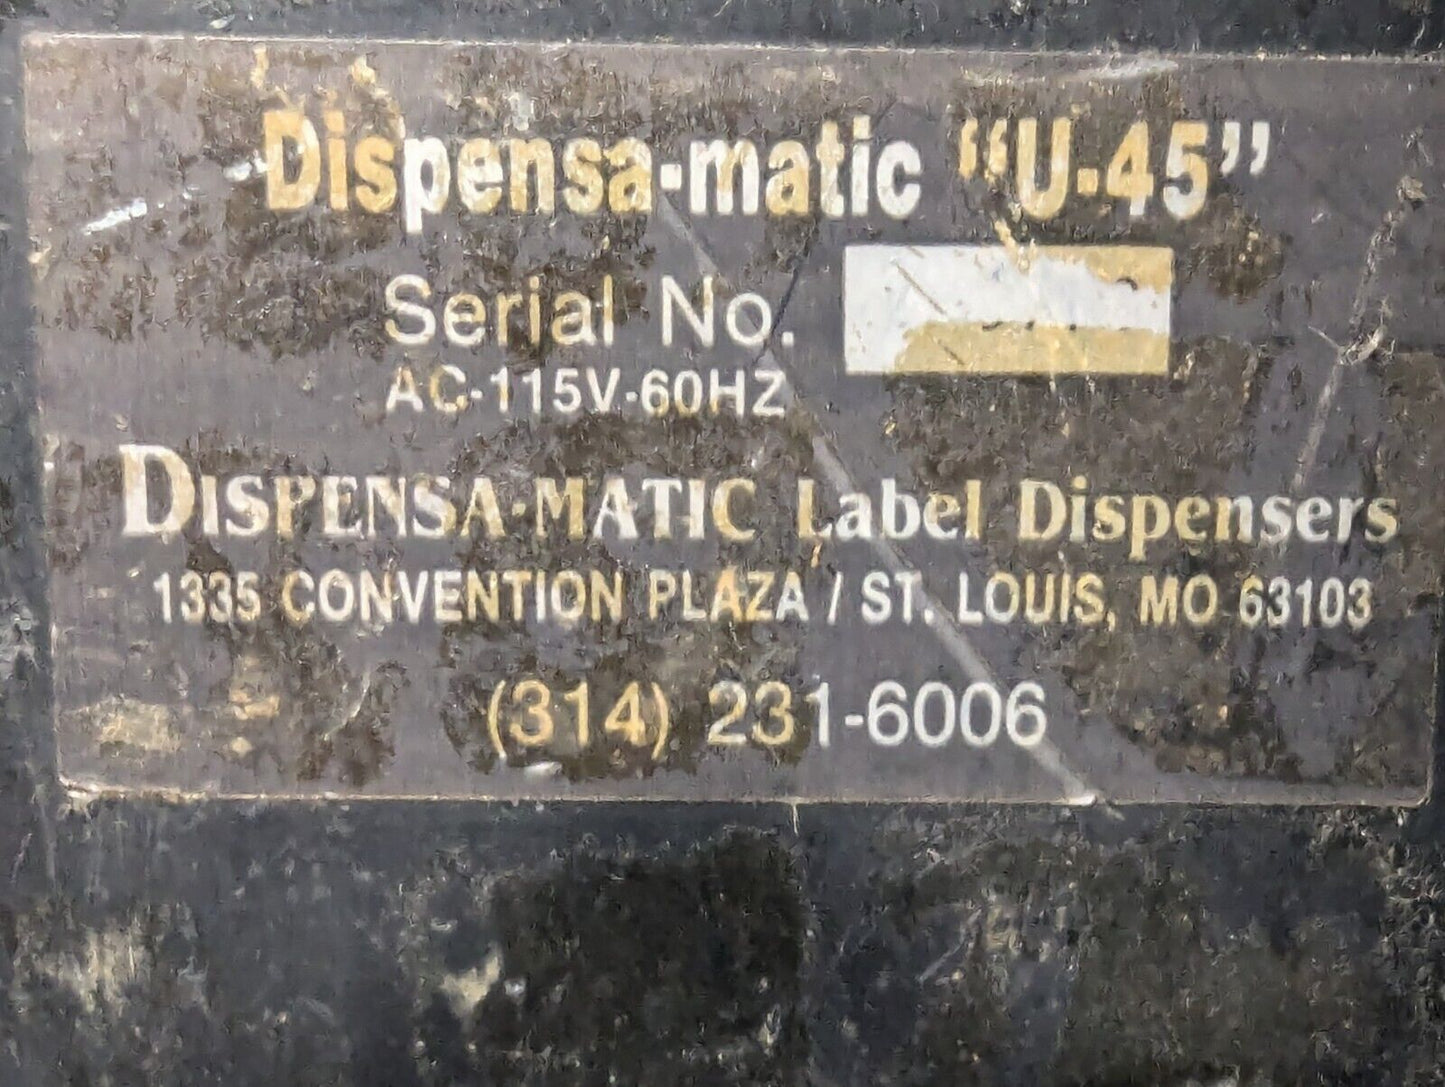 Dispensa-matic “U-45”
Serial No.
AC-115V-60HZ
DISPENSA-MATIC Label Dispensers
1335 CONVENTION PLAZA / ST. LOUIS, MO 63103
(314) 231-6006